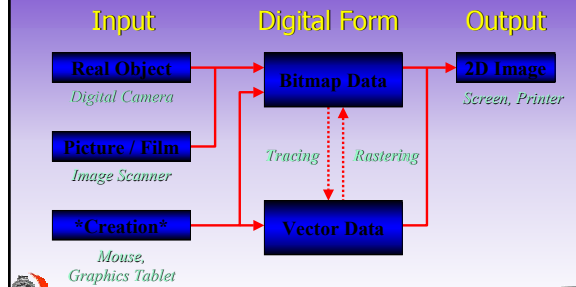 Input
Digital Form
Output
Real Object
Digital Camera
Picture / Film
Image Scanner
*Creation*
Mouse,
Graphics Tablet
Bitmap Data
Tracing
Rastering
Vector Data
2D Image
Screen, Printer